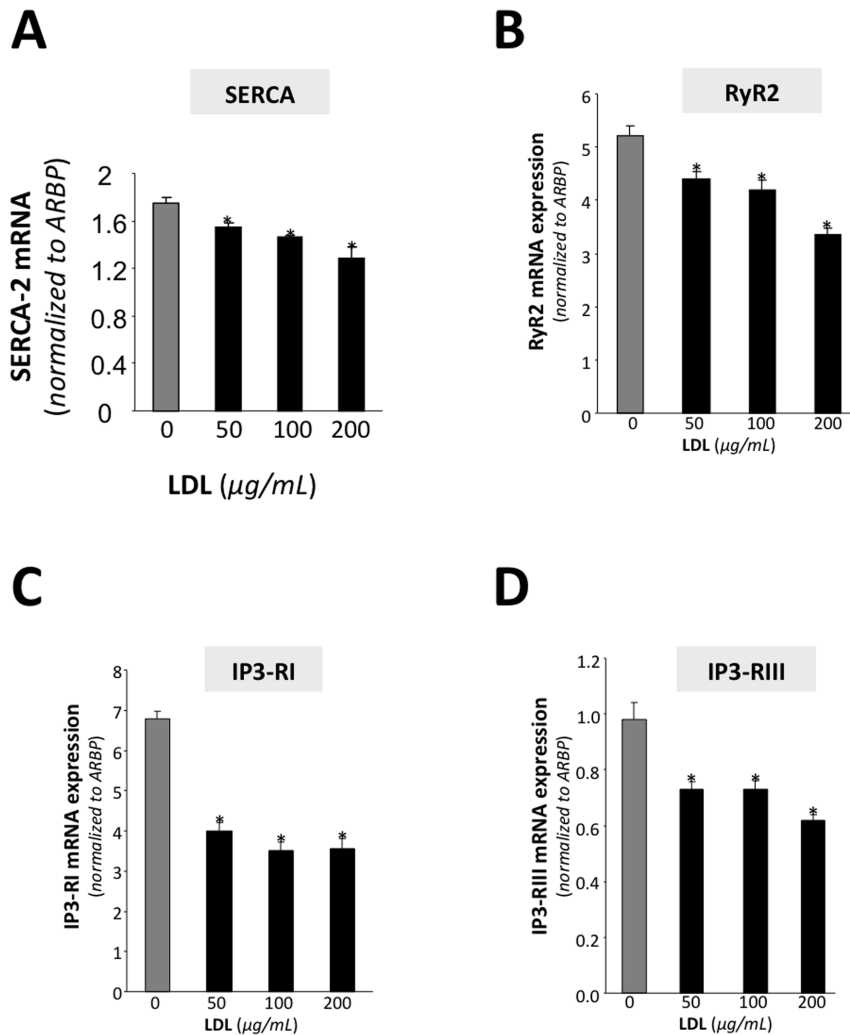 A
SERCA
SERCA-2 mRNA
(normalized to ARBP)
2
1.6
1.2
0.8
0.4
0
* * *
0 50 100 200
LDL (µg/mL)
B
RyR2
RyR2 mRNA expression
(normalized to ARBP)
6
5
4
3
2
1
0
* * *
0 50 100 200
LDL (µg/mL)
C
IP3-RI
IP3-RI mRNA expression
(normalized to ARBP)
8
7
6
5
4
3
2
1
0
* * *
0 50 100 200
LDL (µg/mL)
D
IP3-RIII
IP3-RIII mRNA expression
(normalized to ARBP)
1.2
1.0
0.8
0.6
0.4
0.2
0.0
* * *
0 50 100 200
LDL (µg/mL)